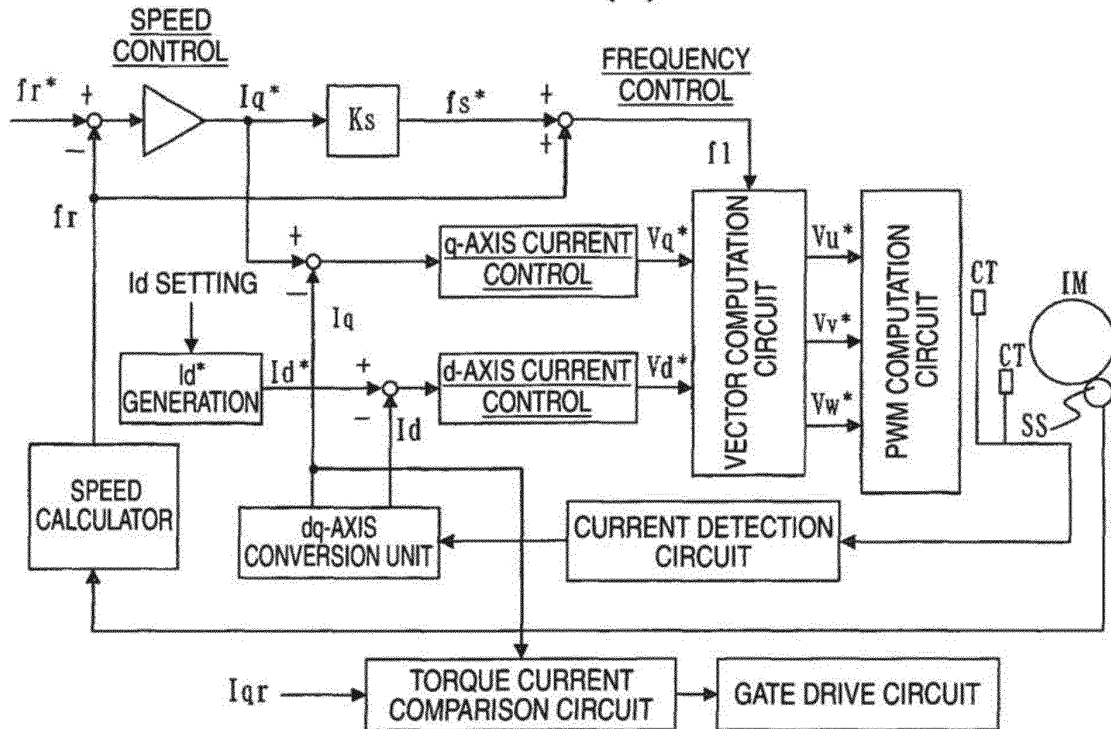 SPEED
CONTROL
FREQUENCY
CONTROL
fr*
+
−
Iq*
Ks
fs*
+
+
fl
fr
+
−
q-AXIS CURRENT
CONTROL
Vq*
Id SETTING
Iq
Id*
GENERATION
Id*
+
−
Id
d-AXIS CURRENT
CONTROL
Vd*
VECTOR COMPUTATION
CIRCUIT
Vu*
Vv*
Vw*
PWM COMPUTATION
CIRCUIT
CT
CT
IM
SS
SPEED
CALCULATOR
dq-AXIS
CONVERSION UNIT
CURRENT DETECTION
CIRCUIT
Iqr
TORQUE CURRENT
COMPARISON CIRCUIT
GATE DRIVE CIRCUIT